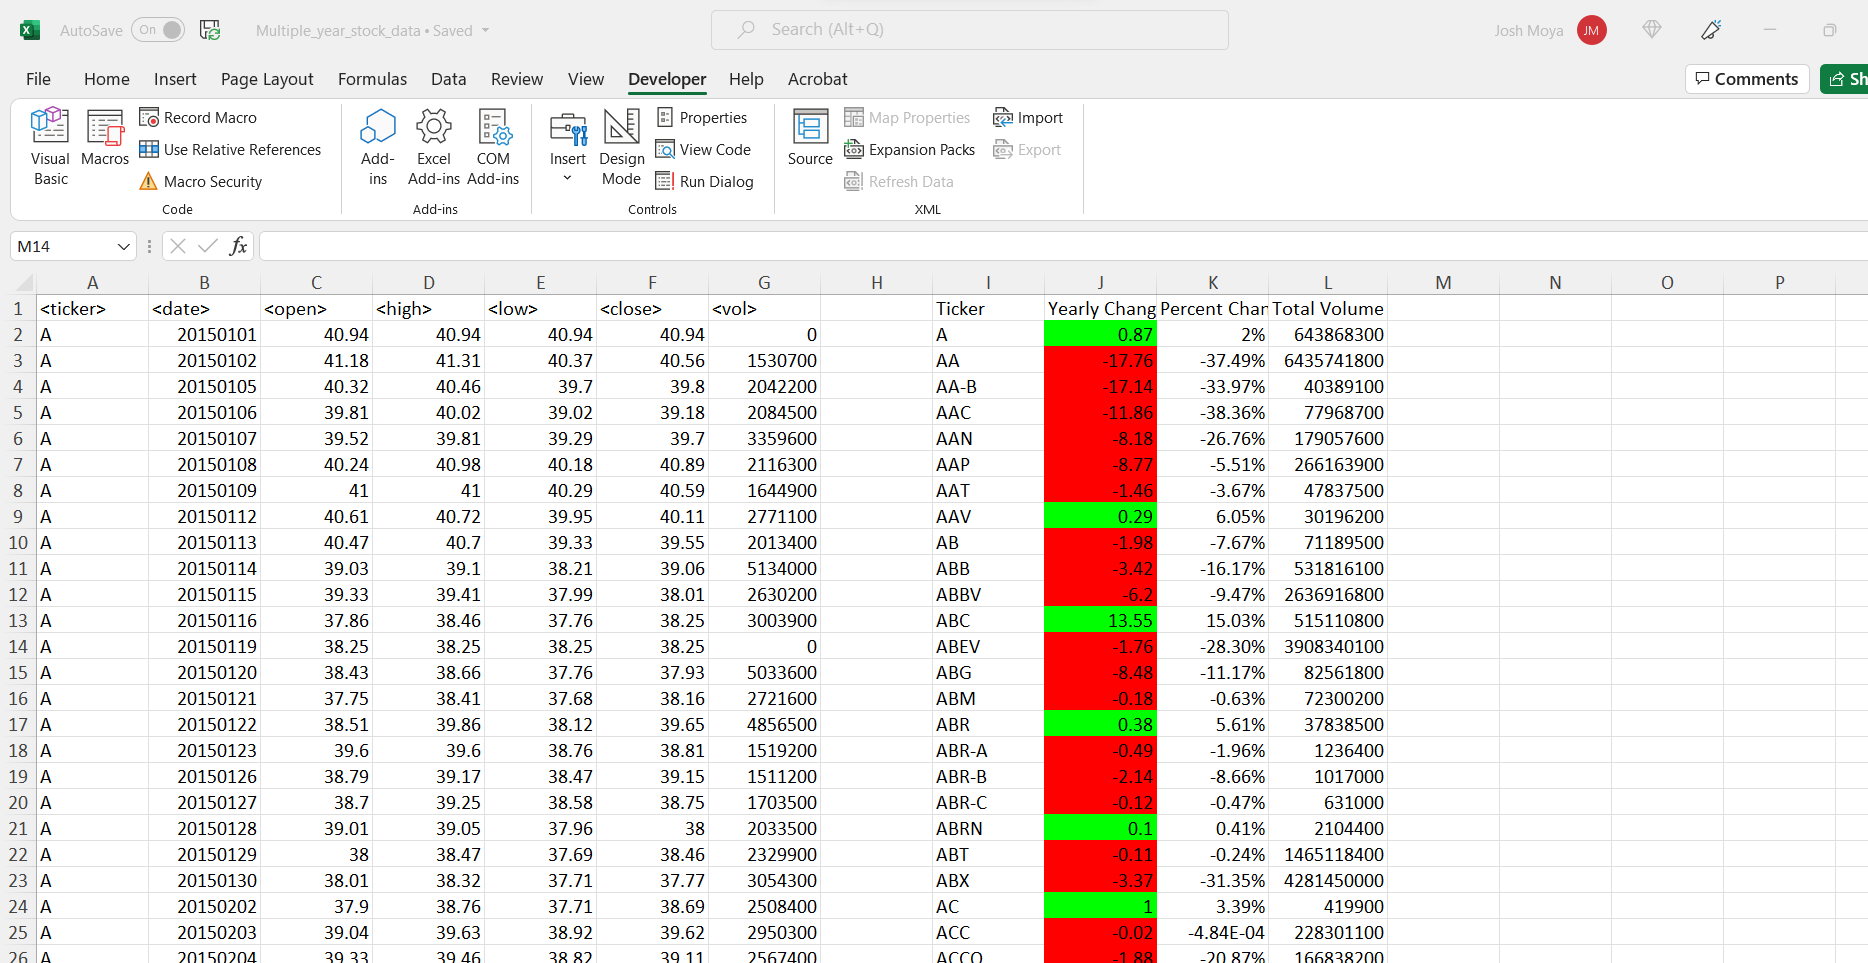 AutoSave On Multiple_year_stock_data • Saved Search (Alt+Q) Josh Moya JM
File Home Insert Page Layout Formulas Data Review View Developer Help Acrobat Comments Sh
Record Macro Properties Map Properties Import
Use Relative References View Code Expansion Packs Export
Visual Basic Macros Macro Security Add-ins Excel Add-ins COM Add-ins Insert Design Mode Run Dialog Source Refresh Data
Code Add-ins Controls XML
M14 fx
A B C D E F G H I J K L M N O P
1 <ticker> <date> <open> <high> <low> <close> <vol> Ticker Yearly Chang Percent Char Total Volume
2 A 20150101 40.94 40.94 40.94 40.94 0 A 0.87 2% 643868300
3 A 20150102 41.18 41.31 40.37 40.56 1530700 AA -17.76 -37.49% 6435741800
4 A 20150105 40.32 40.46 39.7 39.8 2042200 AA-B -17.14 -33.97% 40389100
5 A 20150106 39.81 40.02 39.02 39.18 2084500 AAC -11.86 -38.36% 77968700
6 A 20150107 39.52 39.81 39.29 39.7 3359600 AAN -8.18 -26.76% 179057600
7 A 20150108 40.24 40.98 40.18 40.89 2116300 AAP -8.77 -5.51% 266163900
8 A 20150109 41 41 40.29 40.59 1644900 AAT -1.46 -3.67% 47837500
9 A 20150112 40.61 40.72 39.95 40.11 2771100 AAV 0.29 6.05% 30196200
10 A 20150113 40.47 40.7 39.33 39.55 2013400 AB -1.98 -7.67% 71189500
11 A 20150114 39.03 39.1 38.21 39.06 5134000 ABB -3.42 -16.17% 531816100
12 A 20150115 39.33 39.41 37.99 38.01 2630200 ABBV -6.2 -9.47% 2636916800
13 A 20150116 37.86 38.46 37.76 38.25 3003900 ABC 13.55 15.03% 515110800
14 A 20150119 38.25 38.25 38.25 38.25 0 ABEV -1.76 -28.30% 3908340100
15 A 20150120 38.43 38.66 37.76 37.93 5033600 ABG -8.48 -11.17% 82561800
16 A 20150121 37.75 38.41 37.68 38.16 2721600 ABM -0.18 -0.63% 72300200
17 A 20150122 38.51 39.86 38.12 39.65 4856500 ABR 0.38 5.61% 37838500
18 A 20150123 39.6 39.6 38.76 38.81 1519200 ABR-A -0.49 -1.96% 1236400
19 A 20150126 38.79 39.17 38.47 39.15 1511200 ABR-B -2.14 -8.66% 1017000
20 A 20150127 38.7 39.25 38.58 38.75 1703500 ABR-C -0.12 -0.47% 631000
21 A 20150128 39.01 39.05 37.96 38 2033500 ABRN 0.1 0.41% 2104400
22 A 20150129 38 38.47 37.69 38.46 2329900 ABT -0.11 -0.24% 1465118400
23 A 20150130 38.01 38.32 37.71 37.77 3054300 ABX -3.37 -31.35% 4281450000
24 A 20150202 37.9 38.76 37.71 38.69 2508400 AC 1 3.39% 419900
25 A 20150203 39.04 39.63 38.92 39.62 2950300 ACC -0.02 -4.84E-04 228301100
26 A 20150204 39.33 39.46 38.82 39.11 2567400 ACCO -1.88 -20.87% 166838200